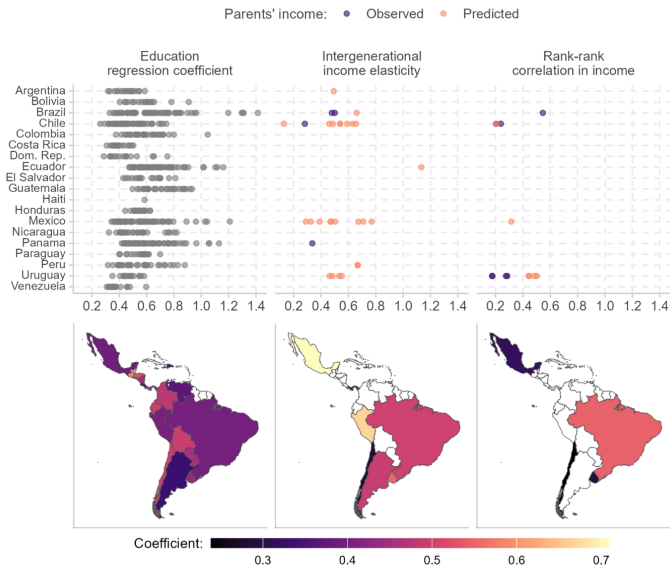 Parents' income: Observed Predicted
Education
regression coefficient
Intergenerational
income elasticity
Rank-rank
correlation in income
Argentina
Bolivia
Brazil
Chile
Colombia
Costa Rica
Dom. Rep.
Ecuador
El Salvador
Guatemala
Haiti
Honduras
Mexico
Nicaragua
Panama
Paraguay
Peru
Uruguay
Venezuela
0.2 0.4 0.6 0.8 1.0 1.2 1.4 0.2 0.4 0.6 0.8 1.0 1.2 1.4 0.2 0.4 0.6 0.8 1.0 1.2 1.4
Coefficient:
0.3 0.4 0.5 0.6 0.7